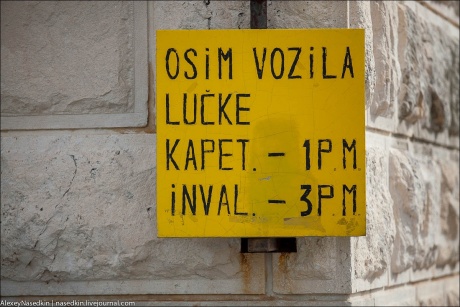 OSiM VOZiLA
LUČKE
KAPET. - 1P.M
iNVAL. - 3P.M
AlexeyNasedkin | nasedkin.livejournal.com